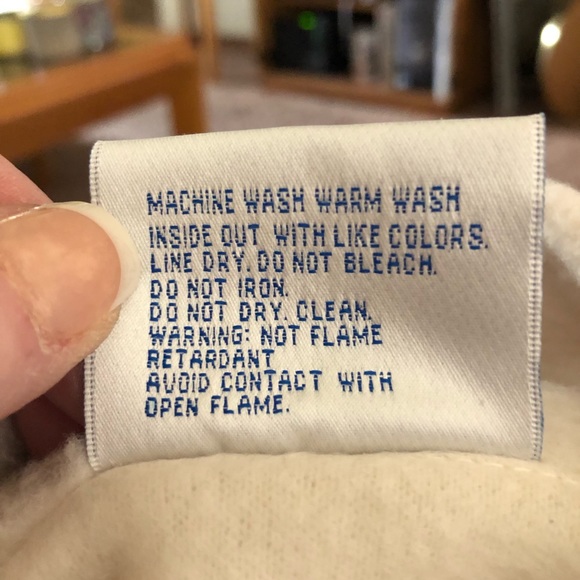 MACHINE WASH WARM WASH
INSIDE OUT WITH LIKE COLORS.
LINE DRY. DO NOT BLEACH.
DO NOT IRON.
DO NOT DRY. CLEAN.
WARNING: NOT FLAME
RETARDANT
AVOID CONTACT WITH
OPEN FLAME.